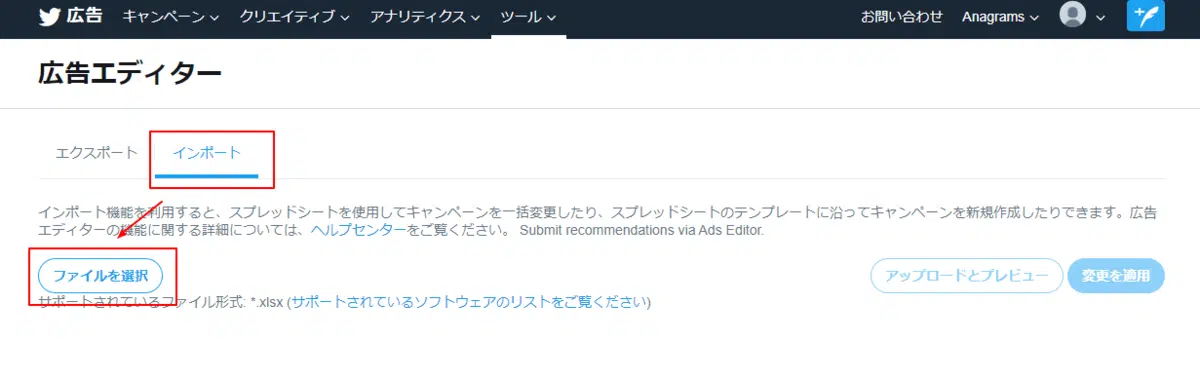 広告 キャンペーン クリエイティブ アナリティクス ツール お問い合わせ Anagrams
広告エディター
エクスポート インポート
インポート機能を利用すると、スプレッドシートを使用してキャンペーンを一括変更したり、スプレッドシートのテンプレートに沿ってキャンペーンを新規作成したりできます。広告
エディターの機能に関する詳細については、ヘルプセンターをご覧ください。 Submit recommendations via Ads Editor.
ファイルを選択 アップロードとプレビュー 変更を適用
サポートされているファイル形式: *.xlsx (サポートされているソフトウェアのリストをご覧ください)